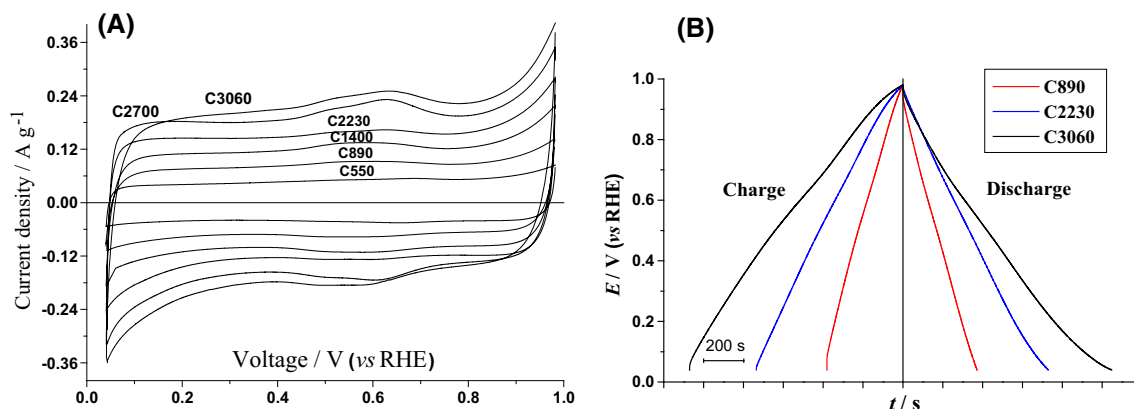 (A)
0.36
0.24
0.12
0.00
-0.12
-0.24
-0.36
Current density / A g-1
C2700
C3060
C2230
C1400
C890
C550
Voltage / V (vs RHE)
0.0 0.2 0.4 0.6 0.8 1.0
(B)
1.0
0.8
0.6
0.4
0.2
0.0
E / V (vs RHE)
C890
C2230
C3060
Charge
Discharge
200 s
t / s